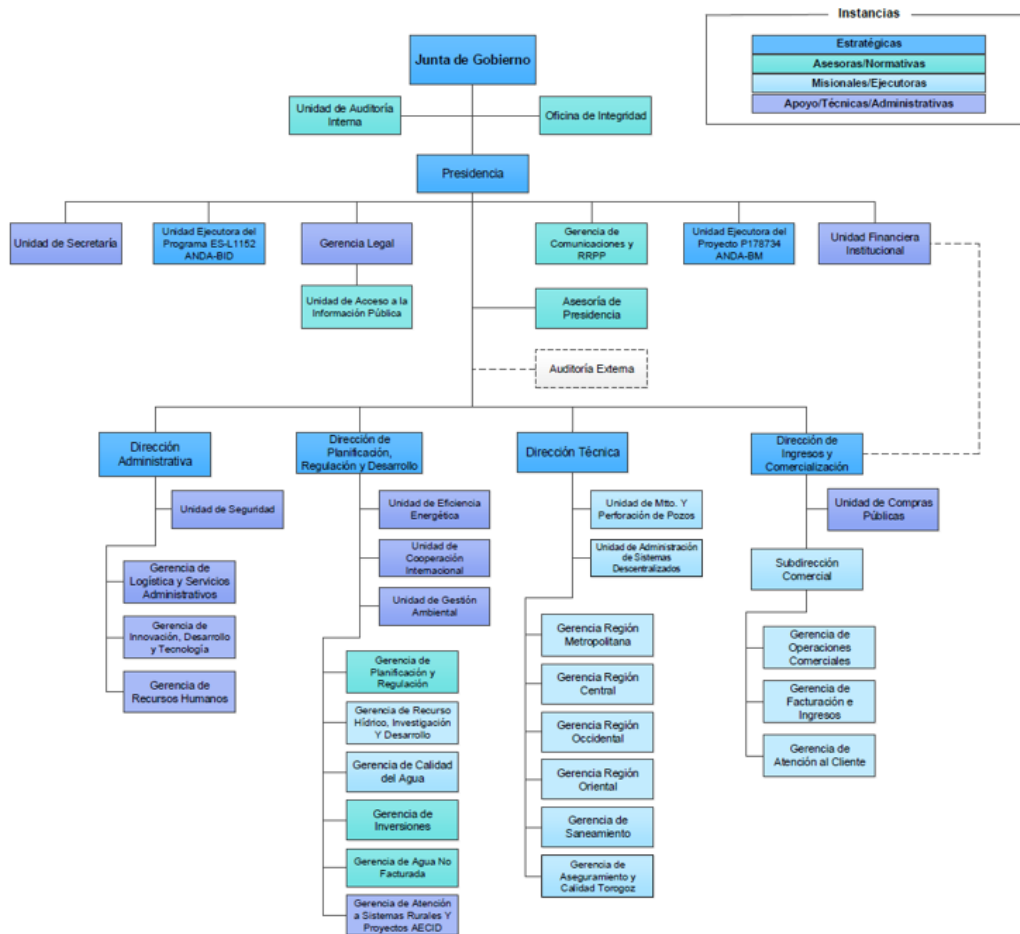 Instancias
Estratégicas
Asesoras/Normativas
Misionales/Ejecutoras
Apoyo/Técnicas/Administrativas
Junta de Gobierno
Unidad de Auditoría
Interna
Oficina de Integridad
Presidencia
Unidad de Secretaría
Unidad Ejecutora del
Programa ES-L1152
ANDA-BID
Gerencia Legal
Gerencia de
Comunicaciones y
RRPP
Unidad Ejecutora del
Proyecto P178734
ANDA-BM
Unidad Financiera
Institucional
Unidad de Acceso a la
Información Pública
Asesoría de
Presidencia
Auditoría Externa
Dirección
Administrativa
Dirección de
Planificación,
Regulación y Desarrollo
Dirección Técnica
Dirección de
Ingresos y
Comercialización
Unidad de Seguridad
Gerencia de
Logística y Servicios
Administrativos
Gerencia de
Innovación, Desarrollo
y Tecnología
Gerencia de
Recursos Humanos
Unidad de Eficiencia
Energética
Unidad de
Cooperación
Internacional
Unidad de Gestión
Ambiental
Gerencia de
Planificación y
Regulación
Gerencia de Recurso
Hídrico, Investigación
Y Desarrollo
Gerencia de Calidad
del Agua
Gerencia de
Inversiones
Gerencia de Agua No
Facturada
Gerencia de Atención
a Sistemas Rurales Y
Proyectos AECID
Unidad de Mtto. Y
Perforación de Pozos
Unidad de Administración
de Sistemas
Descentralizados
Gerencia Región
Metropolitana
Gerencia Región
Central
Gerencia Región
Occidental
Gerencia Región
Oriental
Gerencia de
Saneamiento
Gerencia de
Aseguramiento y
Calidad Torogoz
Unidad de Compras
Públicas
Subdirección
Comercial
Gerencia de
Operaciones
Comerciales
Gerencia de
Facturación e
Ingresos
Gerencia de
Atención al Cliente